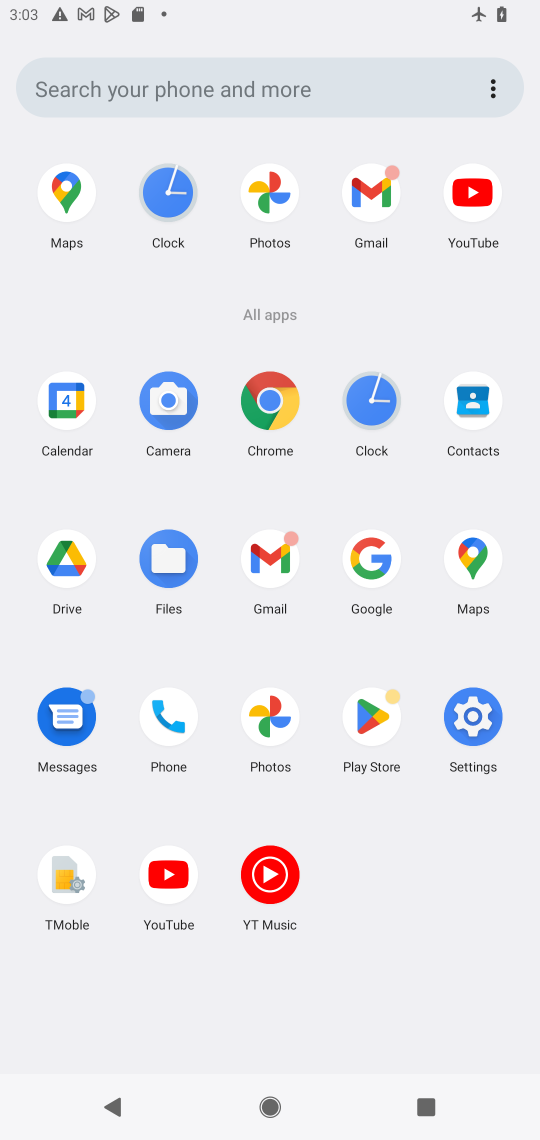 3:03
Search your phone and more
Maps Clock Photos Gmail YouTube
All apps
4
Calendar Camera Chrome Clock Contacts
Drive Files Gmail Google Maps
Messages Phone Photos Play Store Settings
TMoble YouTube YT Music